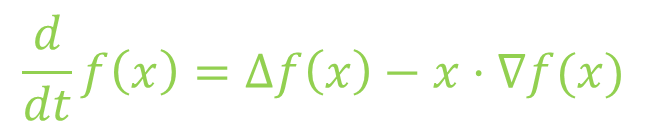 d/dt f(x) = Δf(x) − x · ∇f(x)